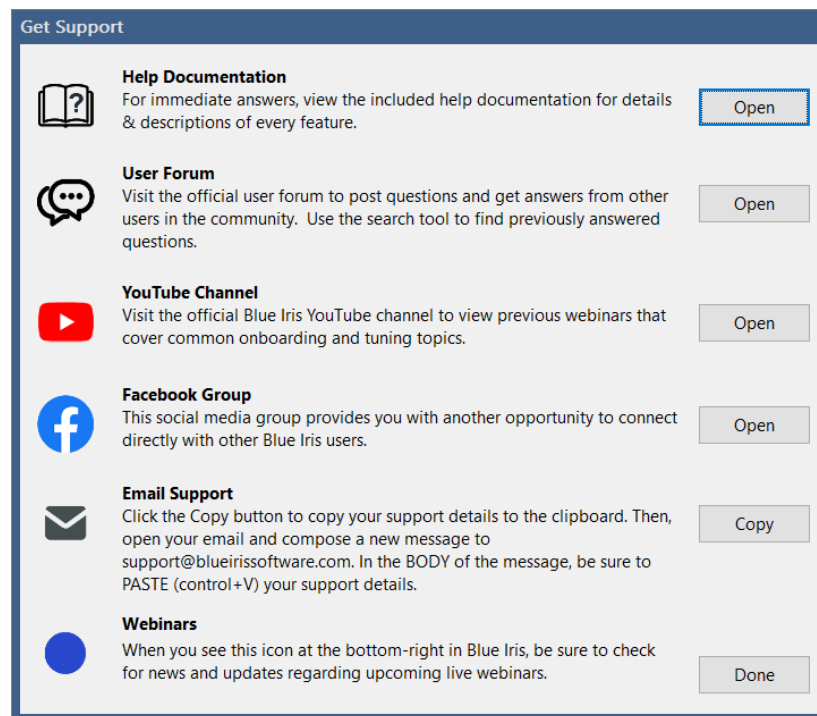 Get Support
Help Documentation
For immediate answers, view the included help documentation for details
& descriptions of every feature.
Open
User Forum
Visit the official user forum to post questions and get answers from other
users in the community.  Use the search tool to find previously answered
questions.
Open
YouTube Channel
Visit the official Blue Iris YouTube channel to view previous webinars that
cover common onboarding and tuning topics.
Open
Facebook Group
This social media group provides you with another opportunity to connect
directly with other Blue Iris users.
Open
Email Support
Click the Copy button to copy your support details to the clipboard. Then,
open your email and compose a new message to
support@blueirissoftware.com. In the BODY of the message, be sure to
PASTE (control+V) your support details.
Copy
Webinars
When you see this icon at the bottom-right in Blue Iris, be sure to check
for news and updates regarding upcoming live webinars.
Done